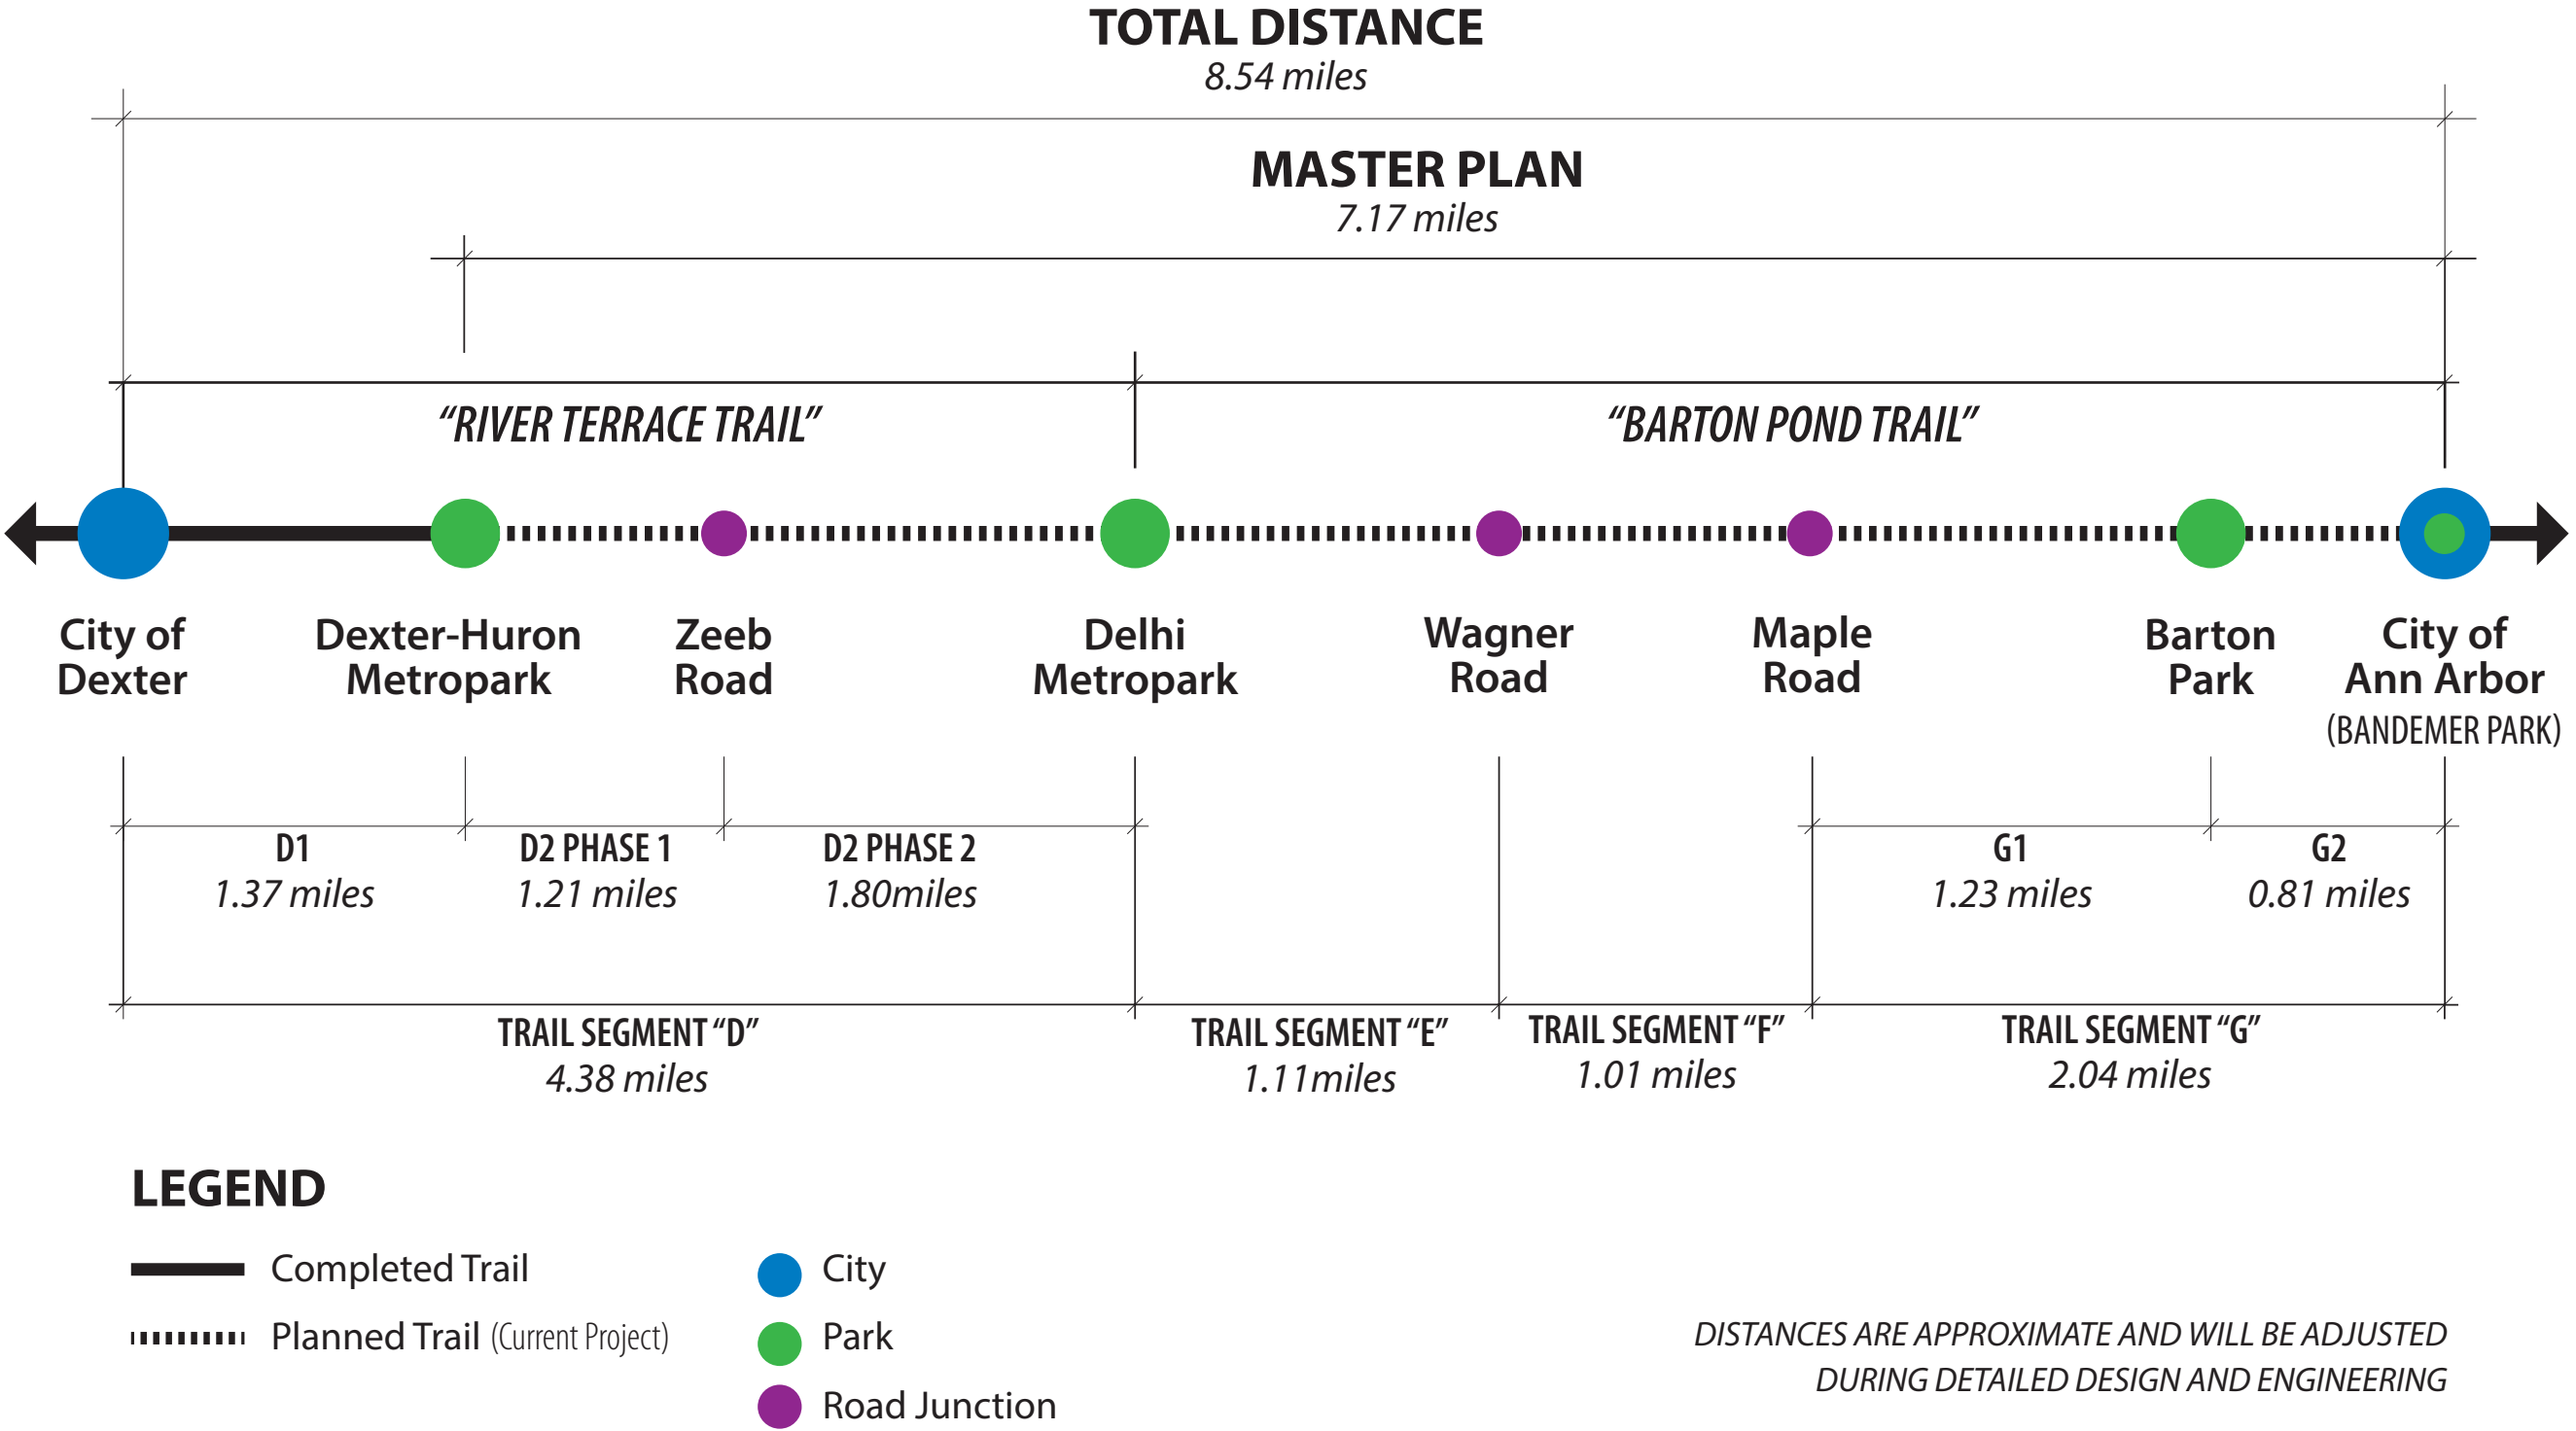 TOTAL DISTANCE
8.54 miles
MASTER PLAN
7.17 miles
“RIVER TERRACE TRAIL”
“BARTON POND TRAIL”
City of
Dexter
Dexter-Huron
Metropark
Zeeb
Road
Delhi
Metropark
Wagner
Road
Maple
Road
Barton
Park
City of
Ann Arbor
(BANDEMER PARK)
D1
1.37 miles
D2 PHASE 1
1.21 miles
D2 PHASE 2
1.80miles
G1
1.23 miles
G2
0.81 miles
TRAIL SEGMENT “D”
4.38 miles
TRAIL SEGMENT “E”
1.11miles
TRAIL SEGMENT “F”
1.01 miles
TRAIL SEGMENT “G”
2.04 miles
LEGEND
Completed Trail
Planned Trail (Current Project)
City
Park
Road Junction
DISTANCES ARE APPROXIMATE AND WILL BE ADJUSTED
DURING DETAILED DESIGN AND ENGINEERING